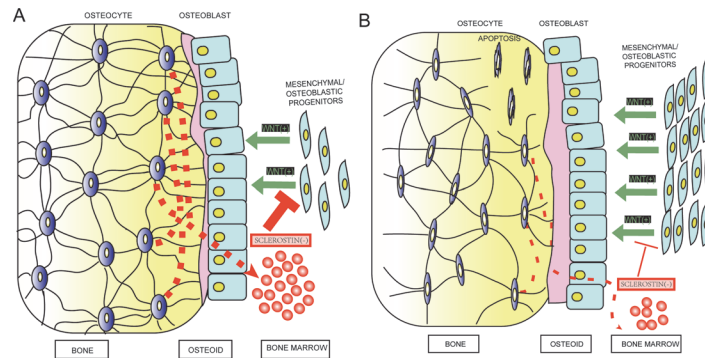 A
OSTEOCYTE
OSTEOBLAST
MESENCHYMAL/
OSTEOBLASTIC
PROGENITORS
WNT(+)
WNT(+)
SCLEROSTIN(-)
BONE
OSTEOID
BONE MARROW
B
OSTEOCYTE
OSTEOBLAST
APOPTOSIS
MESENCHYMAL/
OSTEOBLASTIC
PROGENITORS
WNT(+)
WNT(+)
WNT(+)
WNT(+)
SCLEROSTIN(-)
BONE
OSTEOID
BONE MARROW